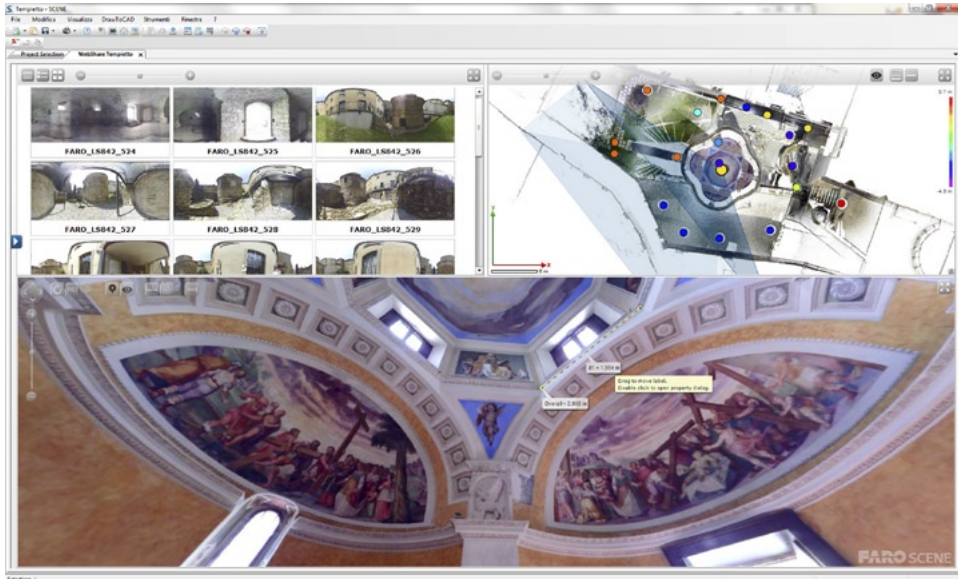 Tempietto - SCENE
File Modifica Visualizza DrawToCAD Strumenti Finestra ?
Project Selection WebShare Tempietto
FARO_LS842_524 FARO_LS842_525 FARO_LS842_526
FARO_LS842_527 FARO_LS842_528 FARO_LS842_529
Y
X
Drag to move label.
Double click to open property dialog.
FARO SCENE